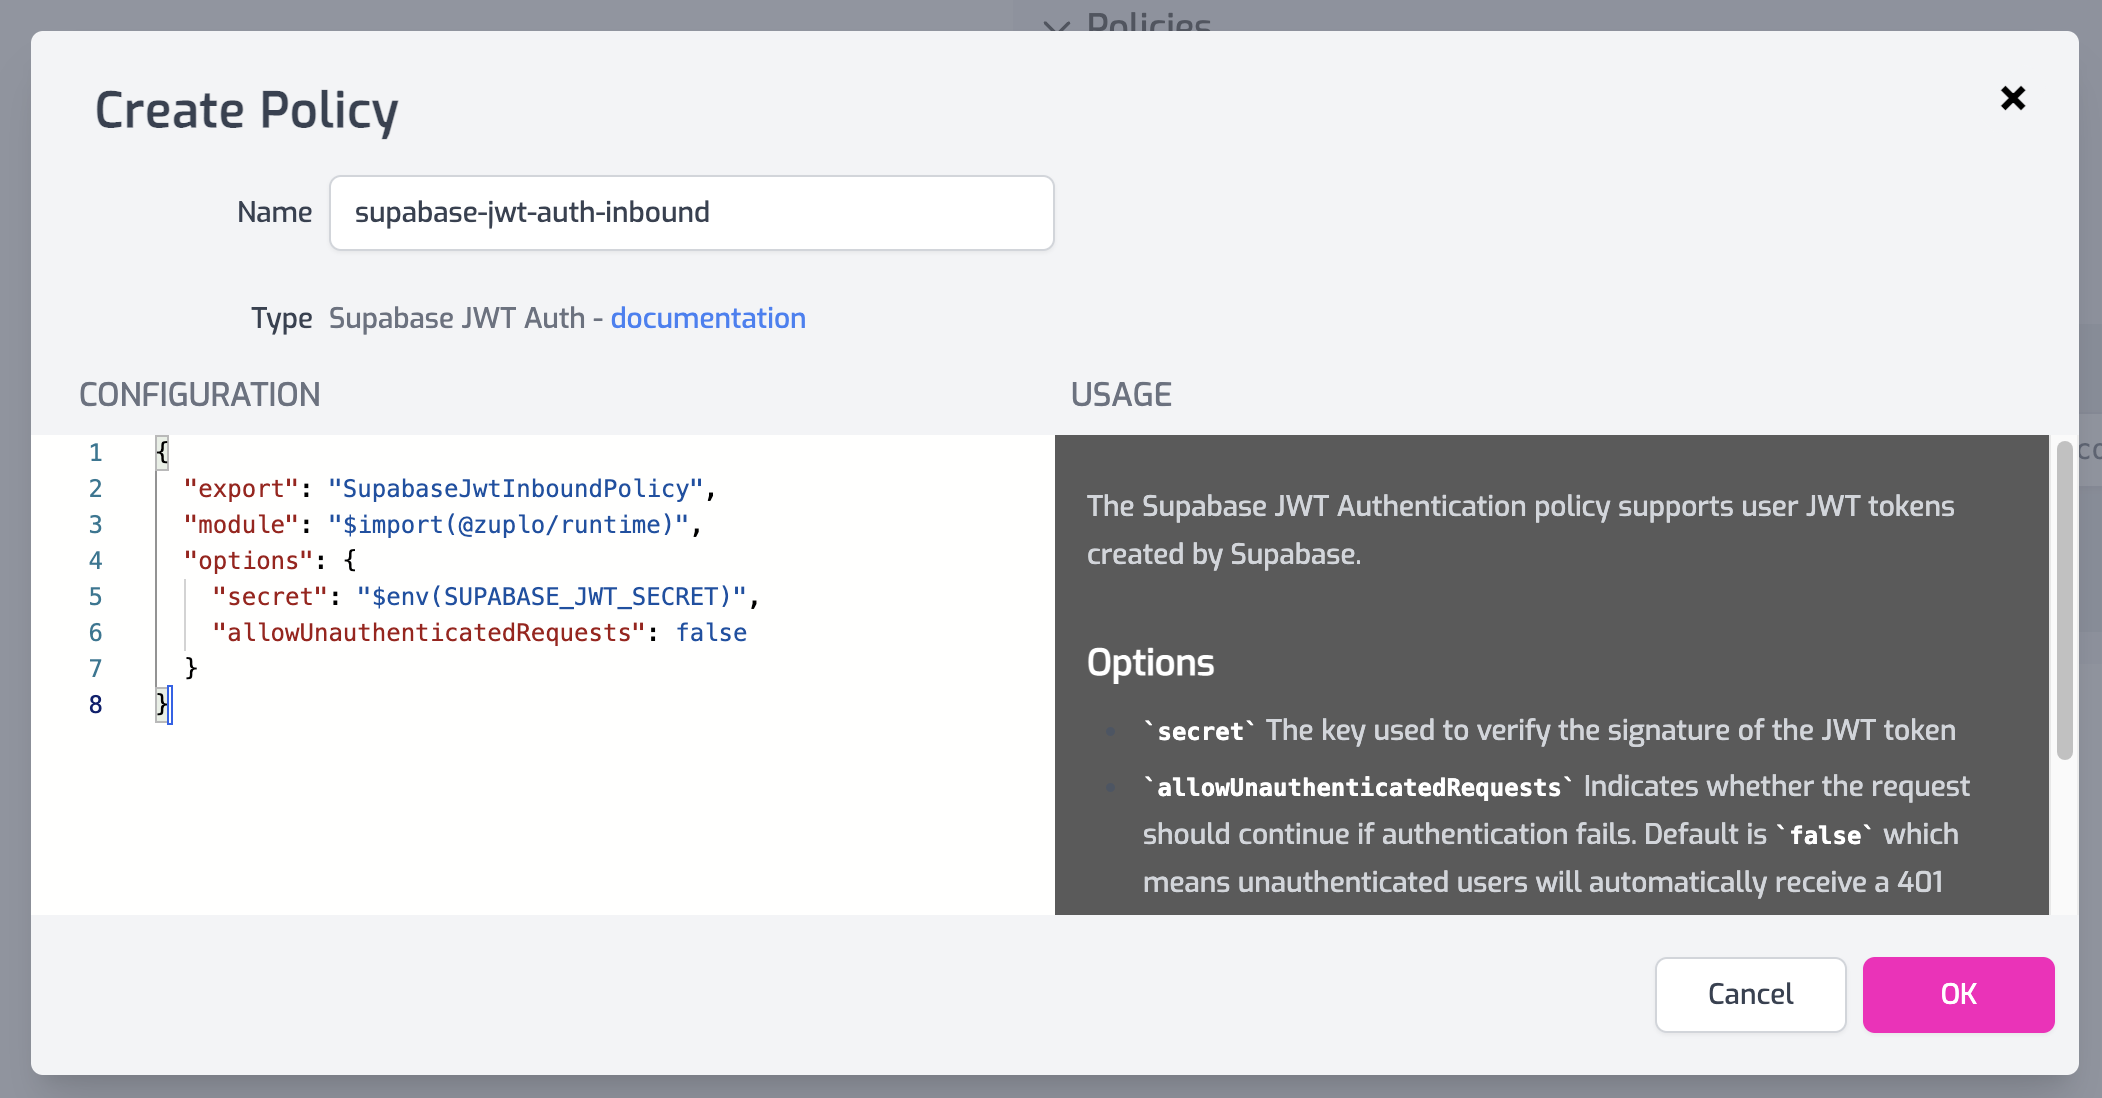 Policies
Create Policy
Name supabase-jwt-auth-inbound
Type Supabase JWT Auth - documentation
CONFIGURATION
1 {
2 "export": "SupabaseJwtInboundPolicy",
3 "module": "$import(@zuplo/runtime)",
4 "options": {
5 "secret": "$env(SUPABASE_JWT_SECRET)",
6 "allowUnauthenticatedRequests": false
7 }
8 }
USAGE
The Supabase JWT Authentication policy supports user JWT tokens
created by Supabase.
Options
`secret` The key used to verify the signature of the JWT token
`allowUnauthenticatedRequests` Indicates whether the request
should continue if authentication fails. Default is `false` which
means unauthenticated users will automatically receive a 401
Cancel
OK